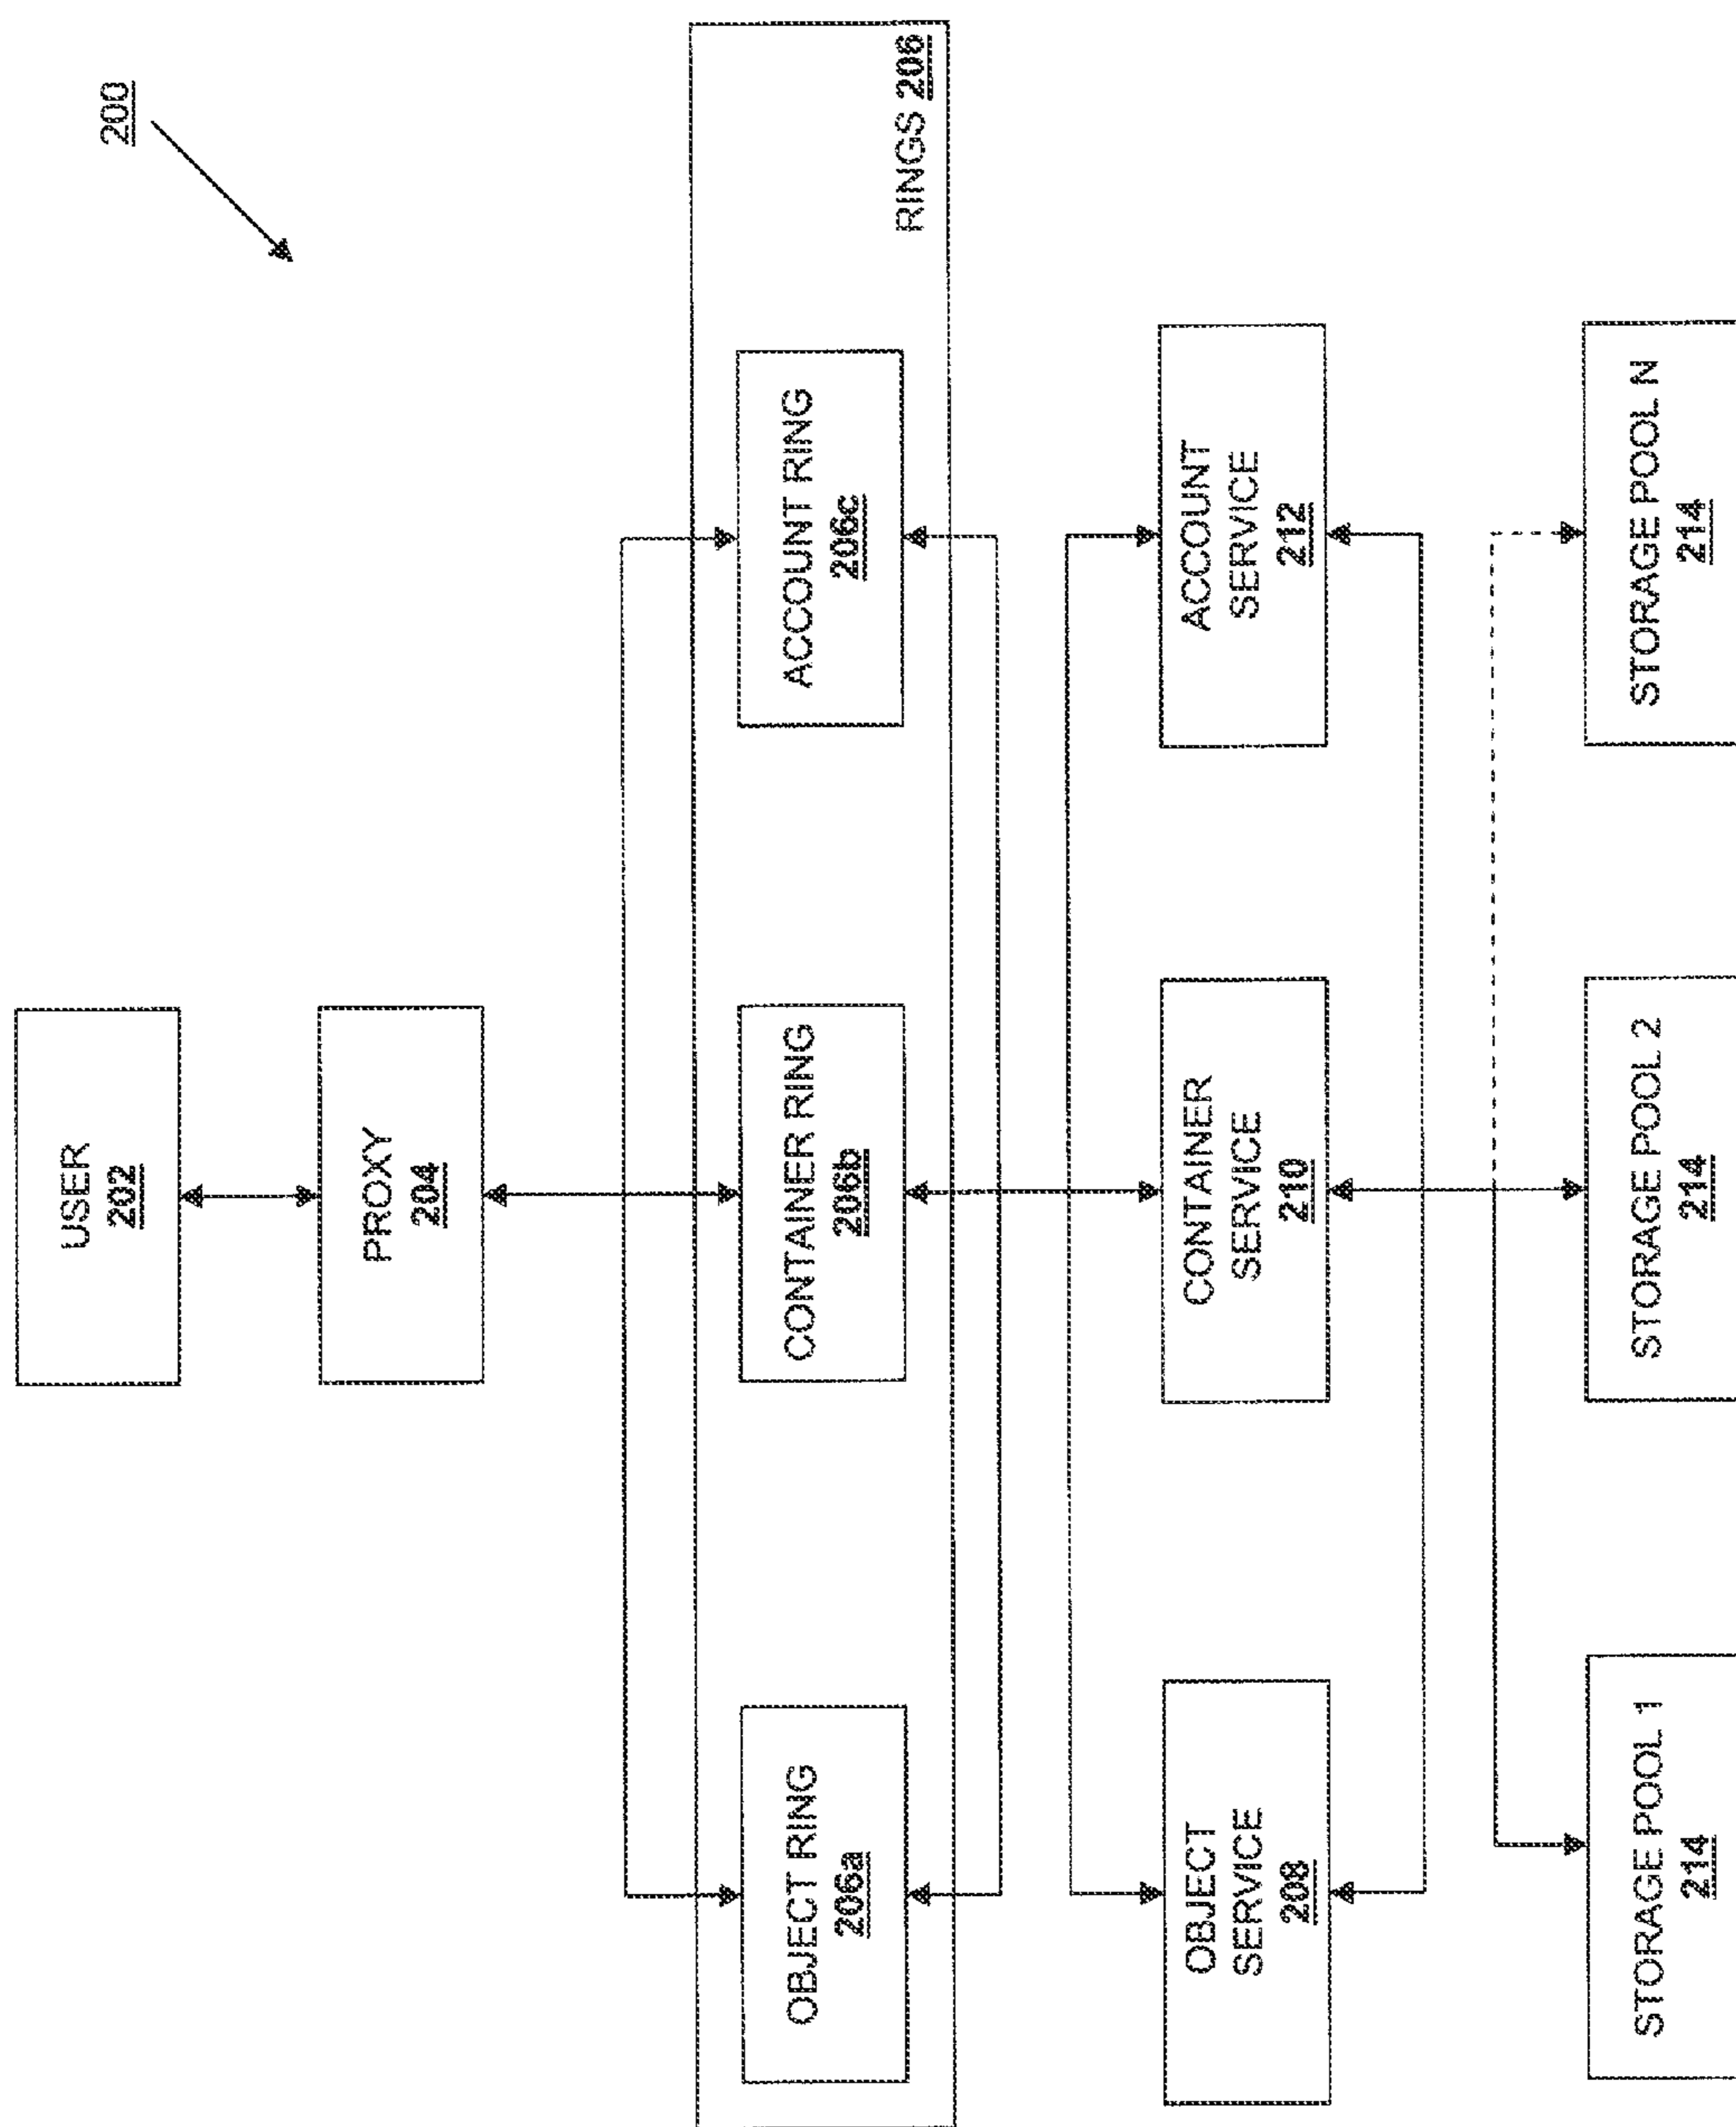 200
USER
202
PROXY
204
RINGS 206
OBJECT RING
206a
CONTAINER RING
206b
ACCOUNT RING
206c
OBJECT
SERVICE
208
CONTAINER
SERVICE
210
ACCOUNT
SERVICE
212
STORAGE POOL 1
214
STORAGE POOL 2
214
STORAGE POOL N
214